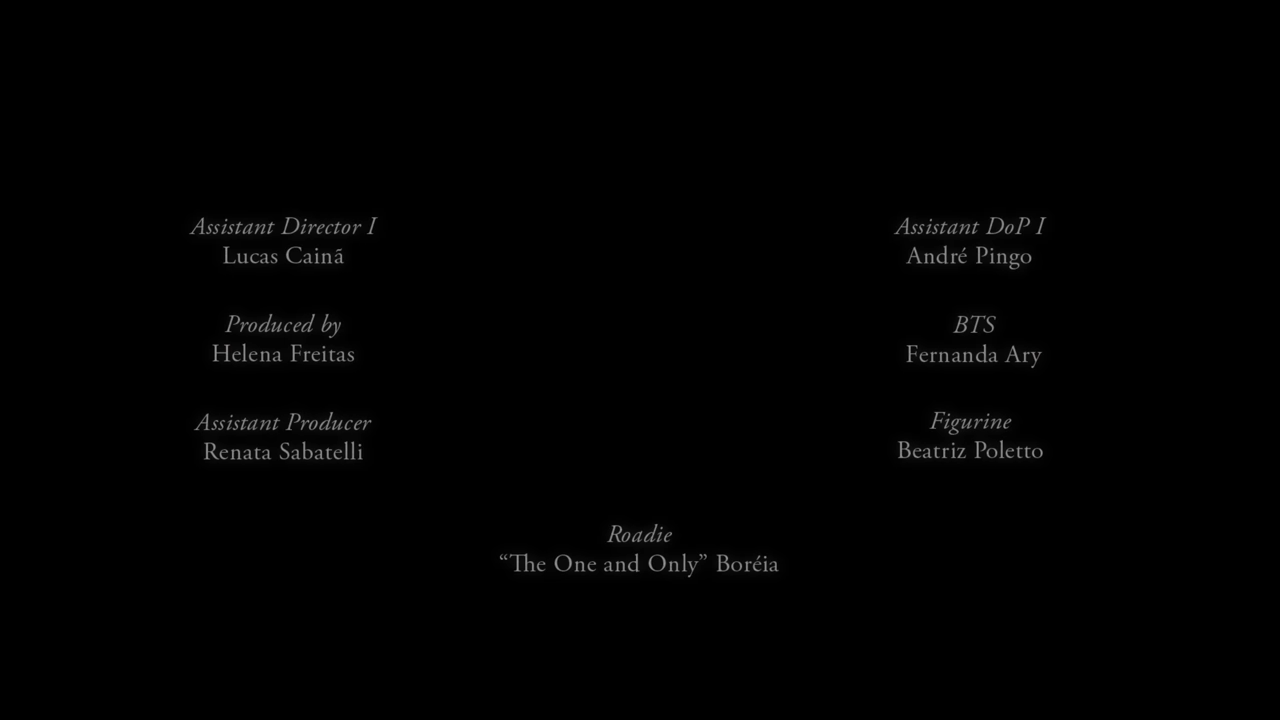 Assistant Director I
Lucas Cainã
Produced by
Helena Freitas
Assistant Producer
Renata Sabatelli
Assistant DoP I
André Pingo
BTS
Fernanda Ary
Figurine
Beatriz Poletto
Roadie
“The One and Only” Boréia